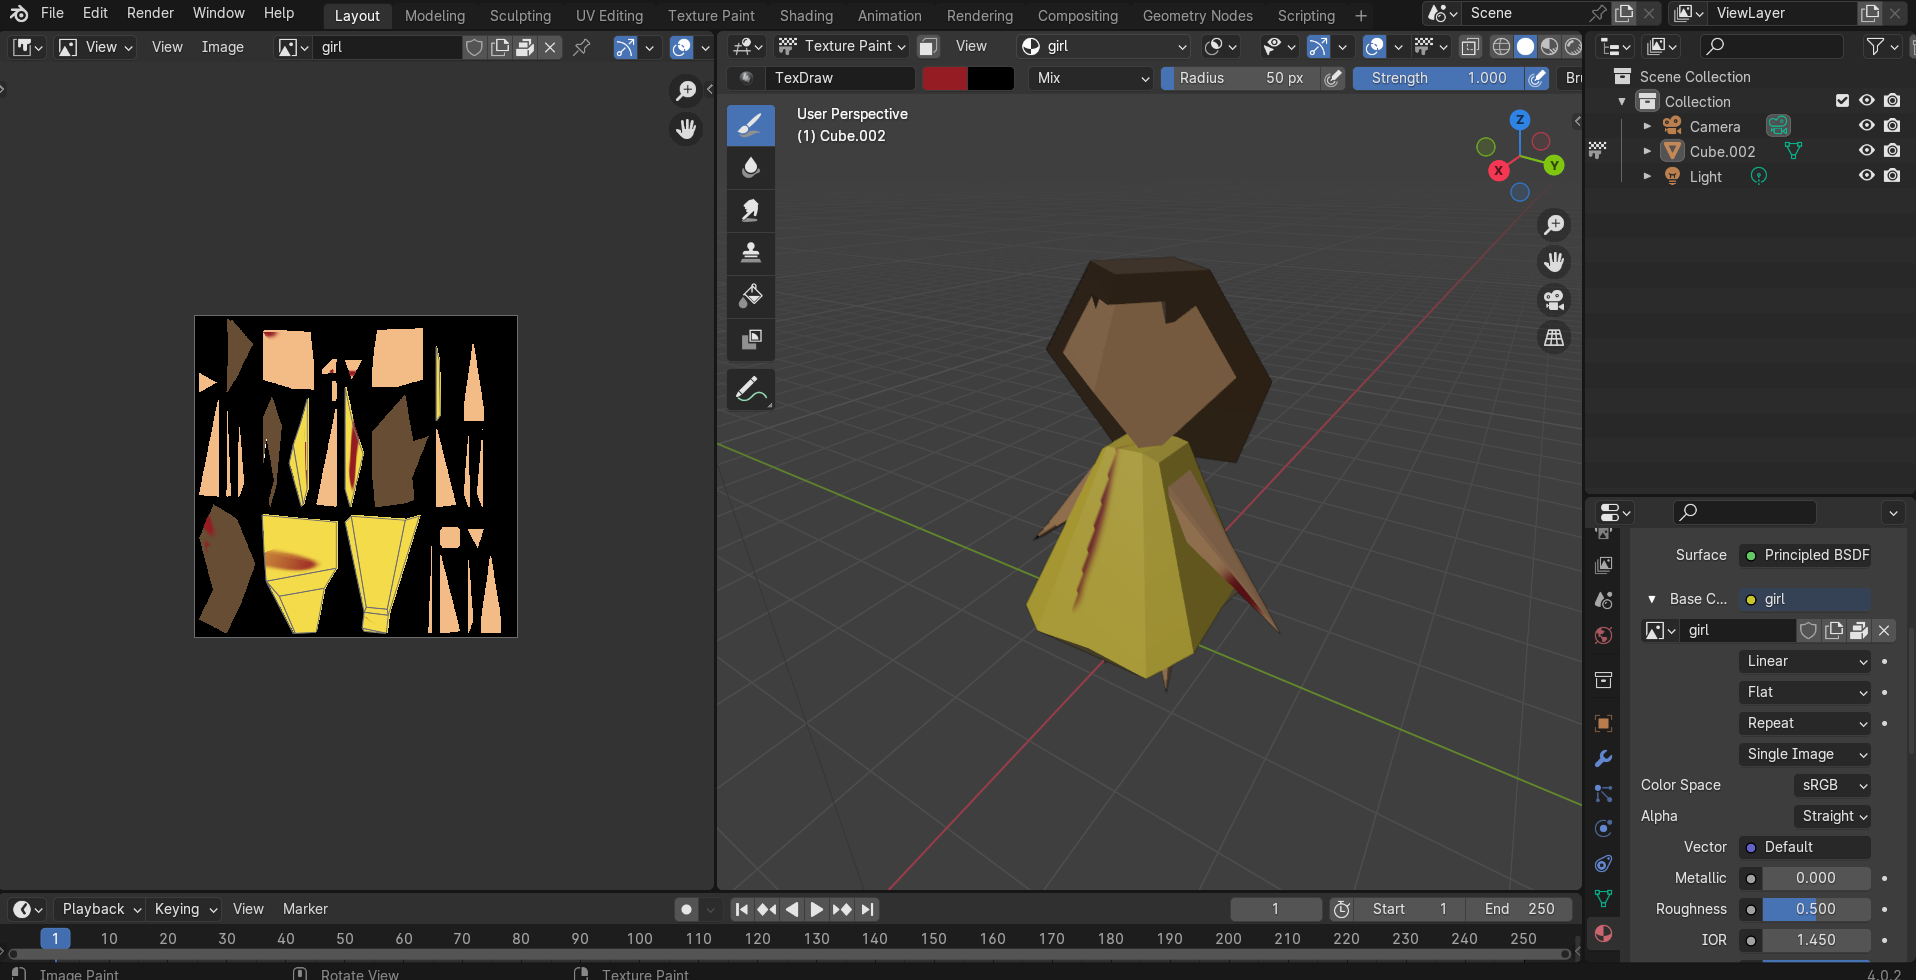 File Edit Render Window Help Layout Modeling Sculpting UV Editing Texture Paint Shading Animation Rendering Compositing Geometry Nodes Scripting + Scene ViewLayer
View View Image girl Texture Paint View girl
TexDraw Mix Radius 50 px Strength 1.000 Bru
User Perspective
(1) Cube.002
Z
X
Y
Scene Collection
Collection
Camera
Cube.002
Light
Surface Principled BSDF
Base C... girl
girl
Linear
Flat
Repeat
Single Image
Color Space sRGB
Alpha Straight
Vector Default
Metallic 0.000
Roughness 0.500
IOR 1.450
Playback Keying View Marker 1 Start 1 End 250
1 10 20 30 40 50 60 70 80 90 100 110 120 130 140 150 160 170 180 190 200 210 220 230 240 250
Image Paint Rotate View Texture Paint 4.0.2